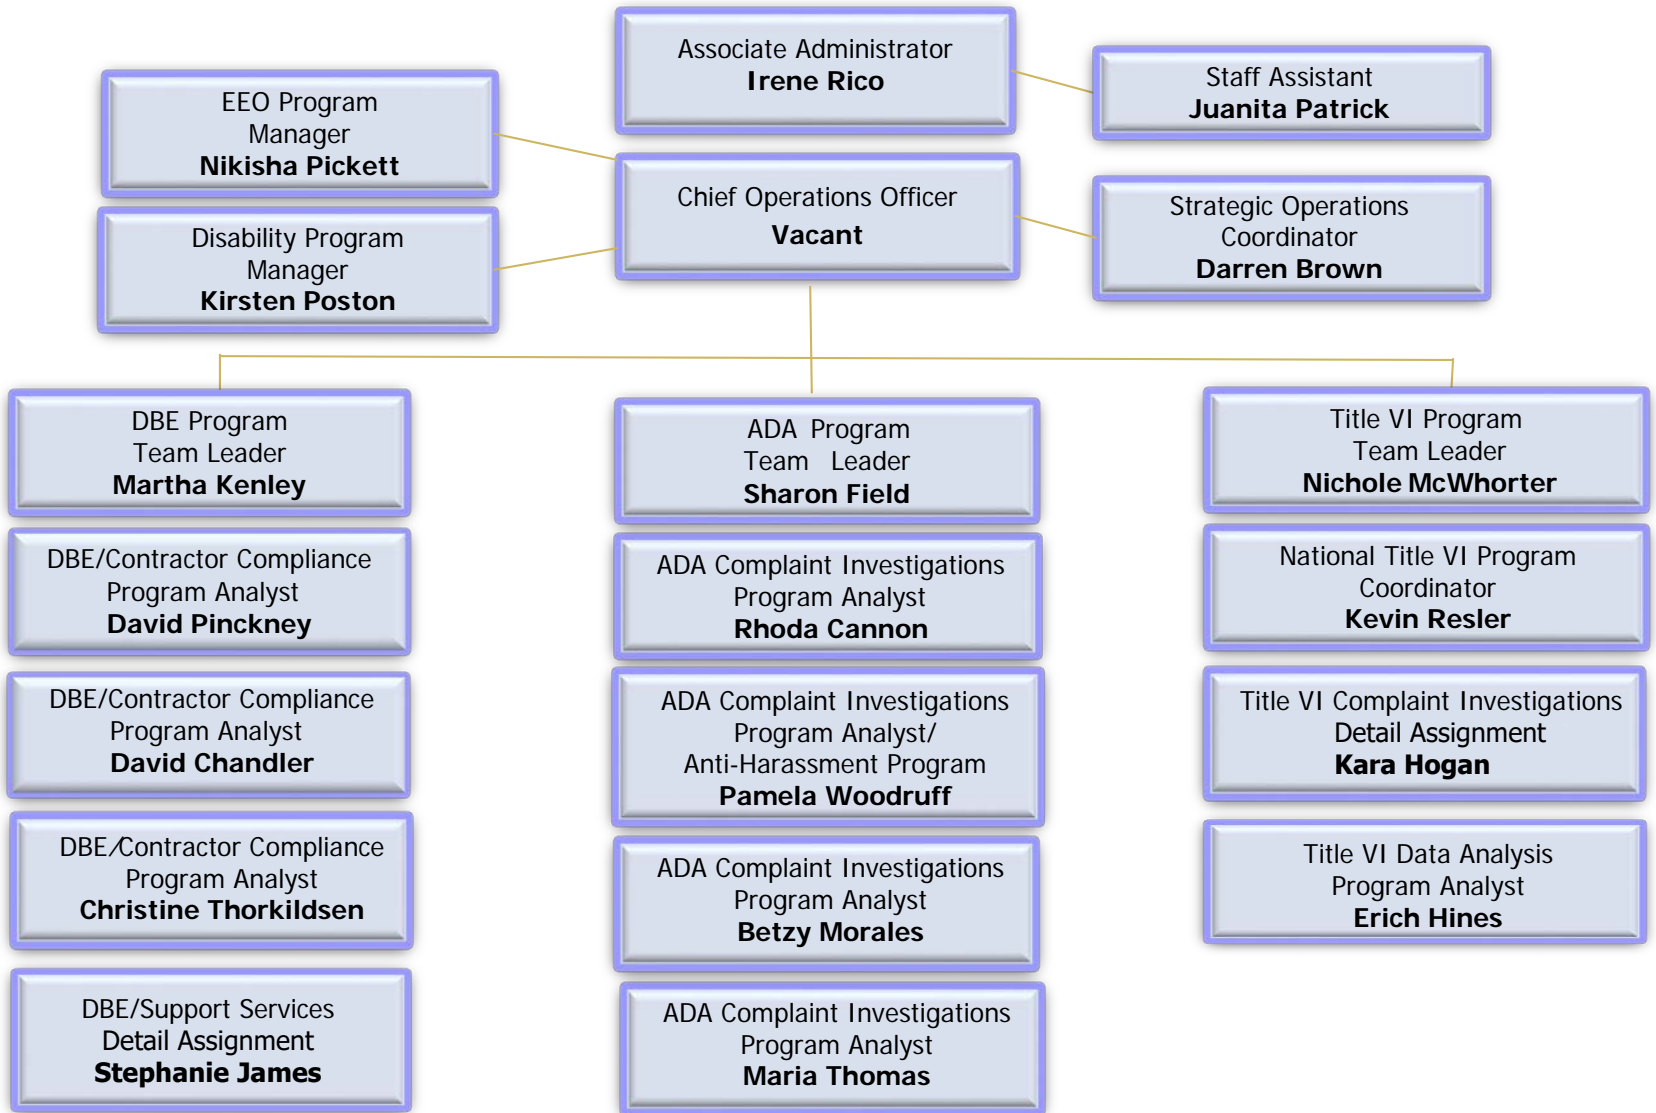 Associate Administrator
Irene Rico
Staff Assistant
Juanita Patrick
EEO Program
Manager
Nikisha Pickett
Chief Operations Officer
Vacant
Strategic Operations
Coordinator
Darren Brown
Disability Program
Manager
Kirsten Poston
DBE Program
Team Leader
Martha Kenley
DBE/Contractor Compliance
Program Analyst
David Pinckney
DBE/Contractor Compliance
Program Analyst
David Chandler
DBE/Contractor Compliance
Program Analyst
Christine Thorkildsen
DBE/Support Services
Detail Assignment
Stephanie James
ADA Program
Team Leader
Sharon Field
ADA Complaint Investigations
Program Analyst
Rhoda Cannon
ADA Complaint Investigations
Program Analyst/
Anti-Harassment Program
Pamela Woodruff
ADA Complaint Investigations
Program Analyst
Betzy Morales
ADA Complaint Investigations
Program Analyst
Maria Thomas
Title VI Program
Team Leader
Nichole McWhorter
National Title VI Program
Coordinator
Kevin Resler
Title VI Complaint Investigations
Detail Assignment
Kara Hogan
Title VI Data Analysis
Program Analyst
Erich Hines